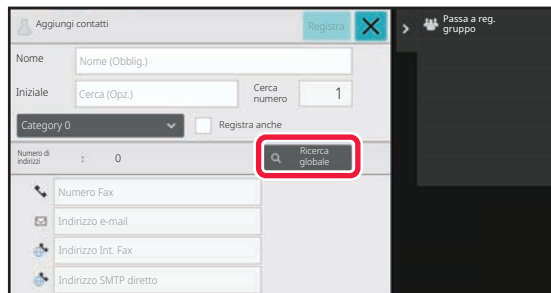 Aggiungi contatti
Registra
Passa a reg.
gruppo
Nome
Nome (Obblig.)
Iniziale
Cerca (Opz.)
Cerca
numero
1
Category 0
Registra anche
Numero di
indirizzi
:
0
Ricerca
globale
Numero Fax
Indirizzo e-mail
Indirizzo Int. Fax
Indirizzo SMTP diretto